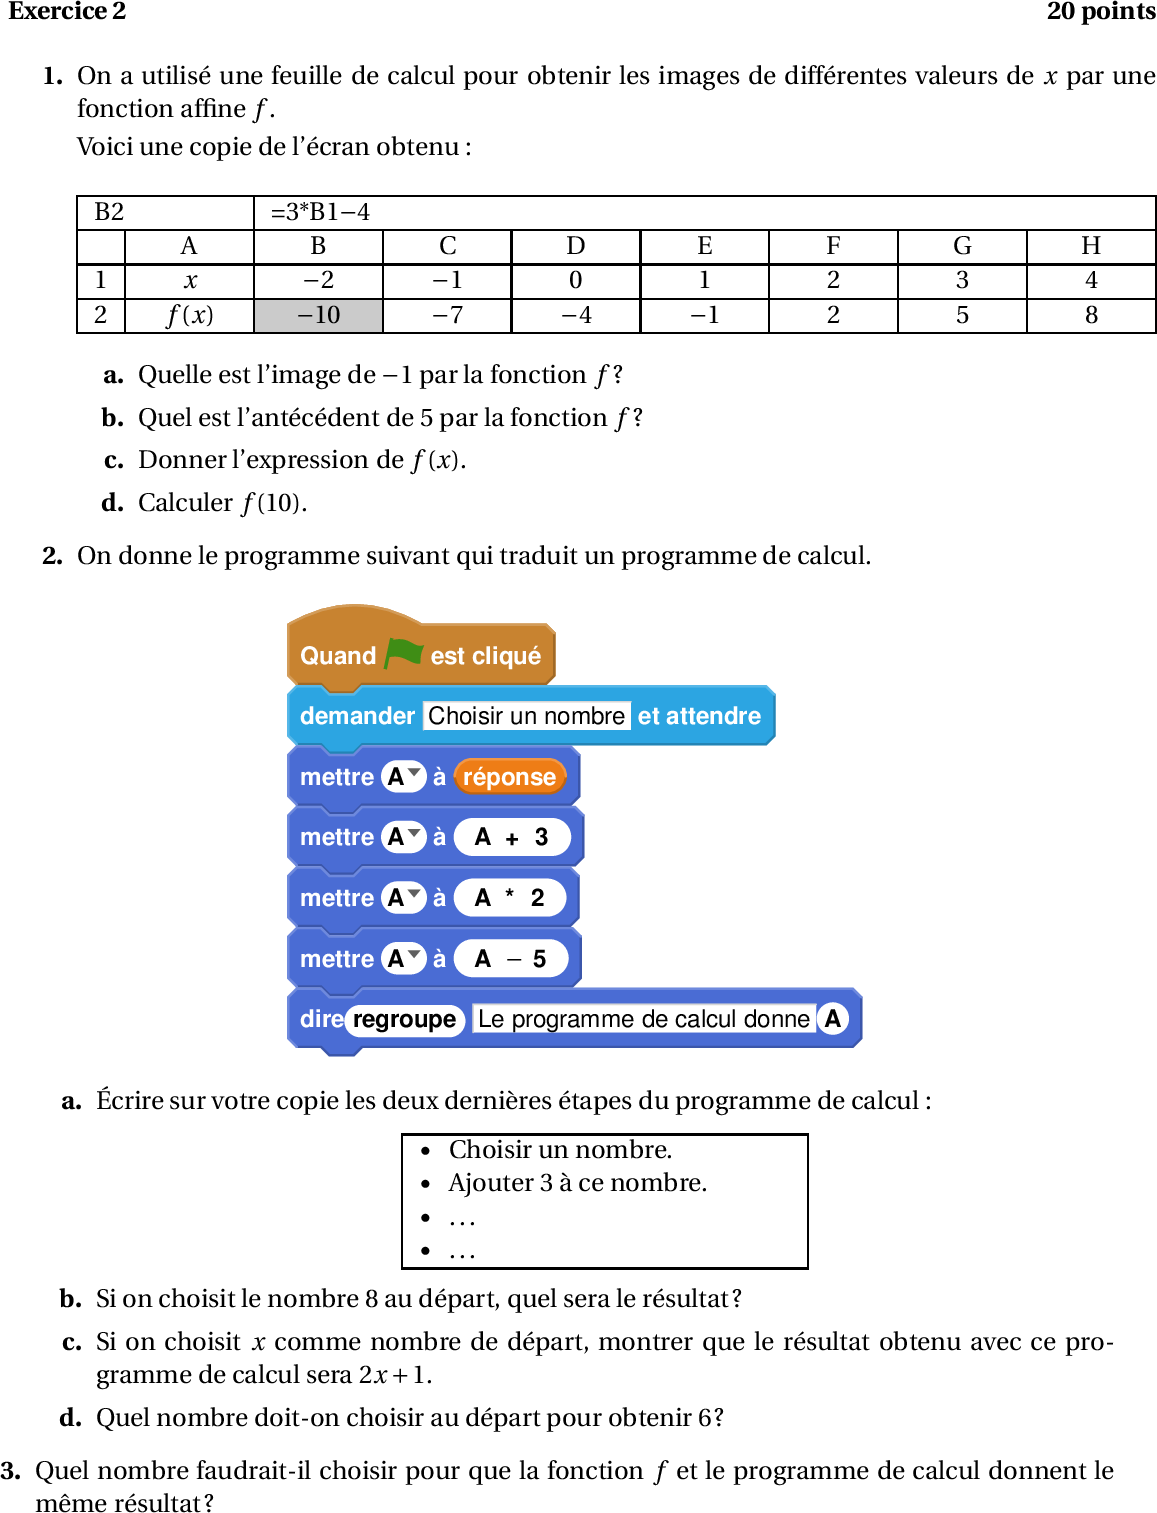 Exercice 2 20 points
1. On a utilisé une feuille de calcul pour obtenir les images de différentes valeurs de x par une
fonction affine f.
Voici une copie de l'écran obtenu :
B2 =3*B1−4
A B C D E F G H
1 x −2 −1 0 1 2 3 4
2 f(x) −10 −7 −4 −1 2 5 8
a. Quelle est l'image de −1 par la fonction f ?
b. Quel est l'antécédent de 5 par la fonction f ?
c. Donner l'expression de f(x).
d. Calculer f(10).
2. On donne le programme suivant qui traduit un programme de calcul.
Quand est cliqué
demander Choisir un nombre et attendre
mettre A à réponse
mettre A à A + 3
mettre A à A * 2
mettre A à A − 5
dire regroupe Le programme de calcul donne A
a. Écrire sur votre copie les deux dernières étapes du programme de calcul :
• Choisir un nombre.
• Ajouter 3 à ce nombre.
• ...
• ...
b. Si on choisit le nombre 8 au départ, quel sera le résultat ?
c. Si on choisit x comme nombre de départ, montrer que le résultat obtenu avec ce pro-
gramme de calcul sera 2x + 1.
d. Quel nombre doit-on choisir au départ pour obtenir 6 ?
3. Quel nombre faudrait-il choisir pour que la fonction f et le programme de calcul donnent le
même résultat ?